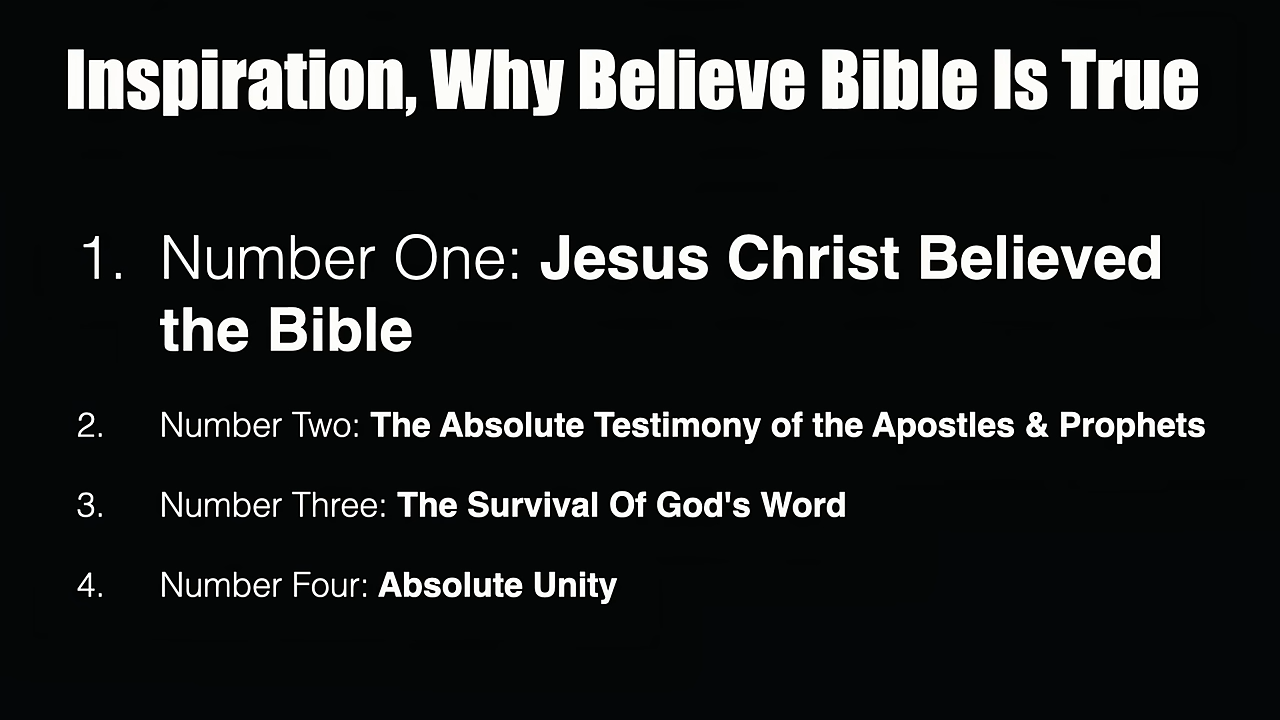 Inspiration, Why Believe Bible Is True
1. Number One: Jesus Christ Believed
the Bible
2. Number Two: The Absolute Testimony of the Apostles & Prophets
3. Number Three: The Survival Of God's Word
4. Number Four: Absolute Unity